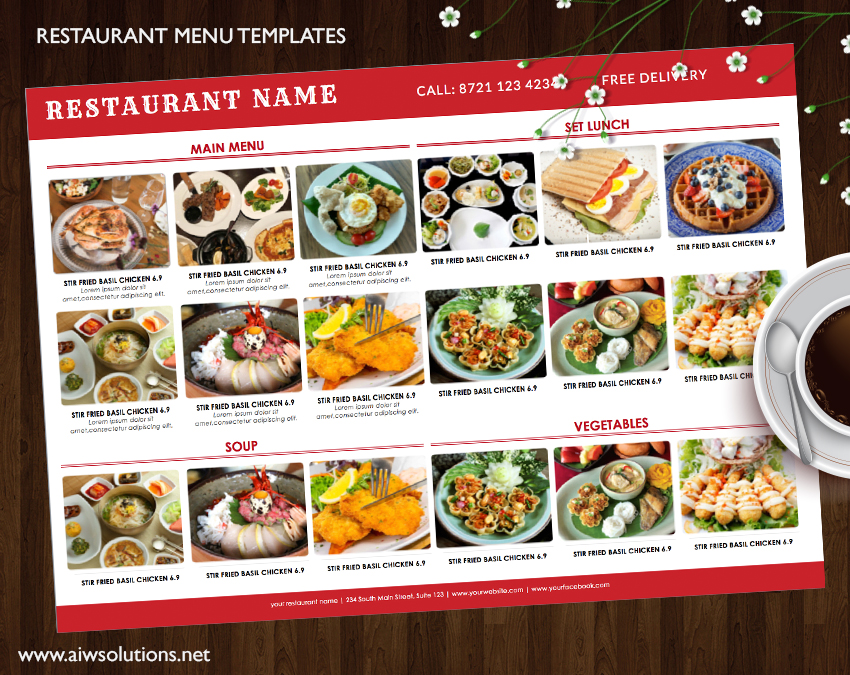 RESTAURANT MENU TEMPLATES
RESTAURANT NAME
CALL: 8721 123 4234
FREE DELIVERY
MAIN MENU
SET LUNCH
STIR FRIED BASIL CHICKEN 6.9
Lorem ipsum dolor sit
amet,consectetur adipiscing elit.
STIR FRIED BASIL CHICKEN 6.9
Lorem ipsum dolor sit
amet,consectetur adipiscing elit.
STIR FRIED BASIL CHICKEN 6.9
Lorem ipsum dolor sit
amet,consectetur adipiscing elit.
STIR FRIED BASIL CHICKEN 6.9
STIR FRIED BASIL CHICKEN 6.9
STIR FRIED BASIL CHICKEN 6.9
STIR FRIED BASIL CHICKEN 6.9
Lorem ipsum dolor sit
amet,consectetur adipiscing elit.
STIR FRIED BASIL CHICKEN 6.9
Lorem ipsum dolor sit
amet,consectetur adipiscing elit.
STIR FRIED BASIL CHICKEN 6.9
Lorem ipsum dolor sit
amet,consectetur adipiscing elit.
STIR FRIED BASIL CHICKEN 6.9
STIR FRIED BASIL CHICKEN 6.9
STIR FRIED BASIL
SOUP
VEGETABLES
STIR FRIED BASIL CHICKEN 6.9
STIR FRIED BASIL CHICKEN 6.9
STIR FRIED BASIL CHICKEN 6.9
STIR FRIED BASIL CHICKEN 6.9
STIR FRIED BASIL CHICKEN 6.9
STIR FRIED BASIL CHICKEN 6.9
your restaurant name | 234 South Main Street, Suite 123 | www.yourwebsite.com | www.yourfacebook.com
www.aiwsolutions.net